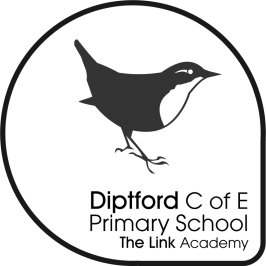 Diptford C of E
Primary School
The Link Academy